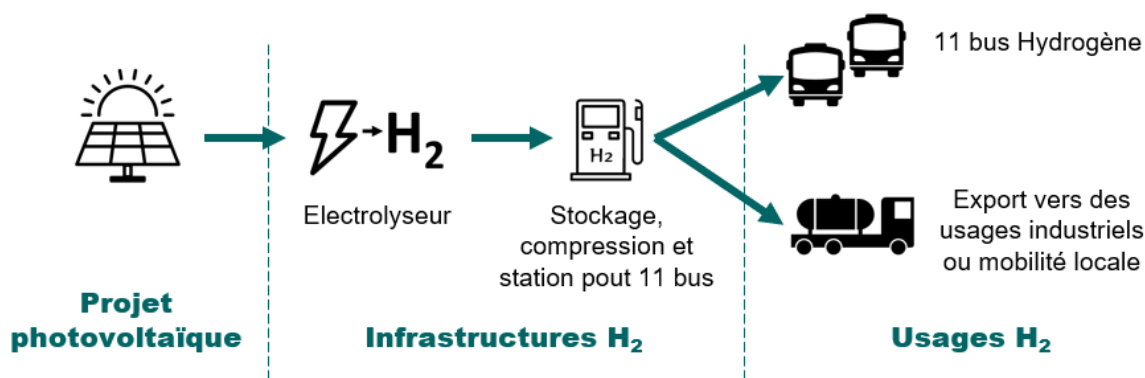 Projet
photovoltaïque
H2
Electrolyseur
H2
Stockage,
compression et
station pout 11 bus
Infrastructures H2
11 bus Hydrogène
Export vers des
usages industriels
ou mobilité locale
Usages H2